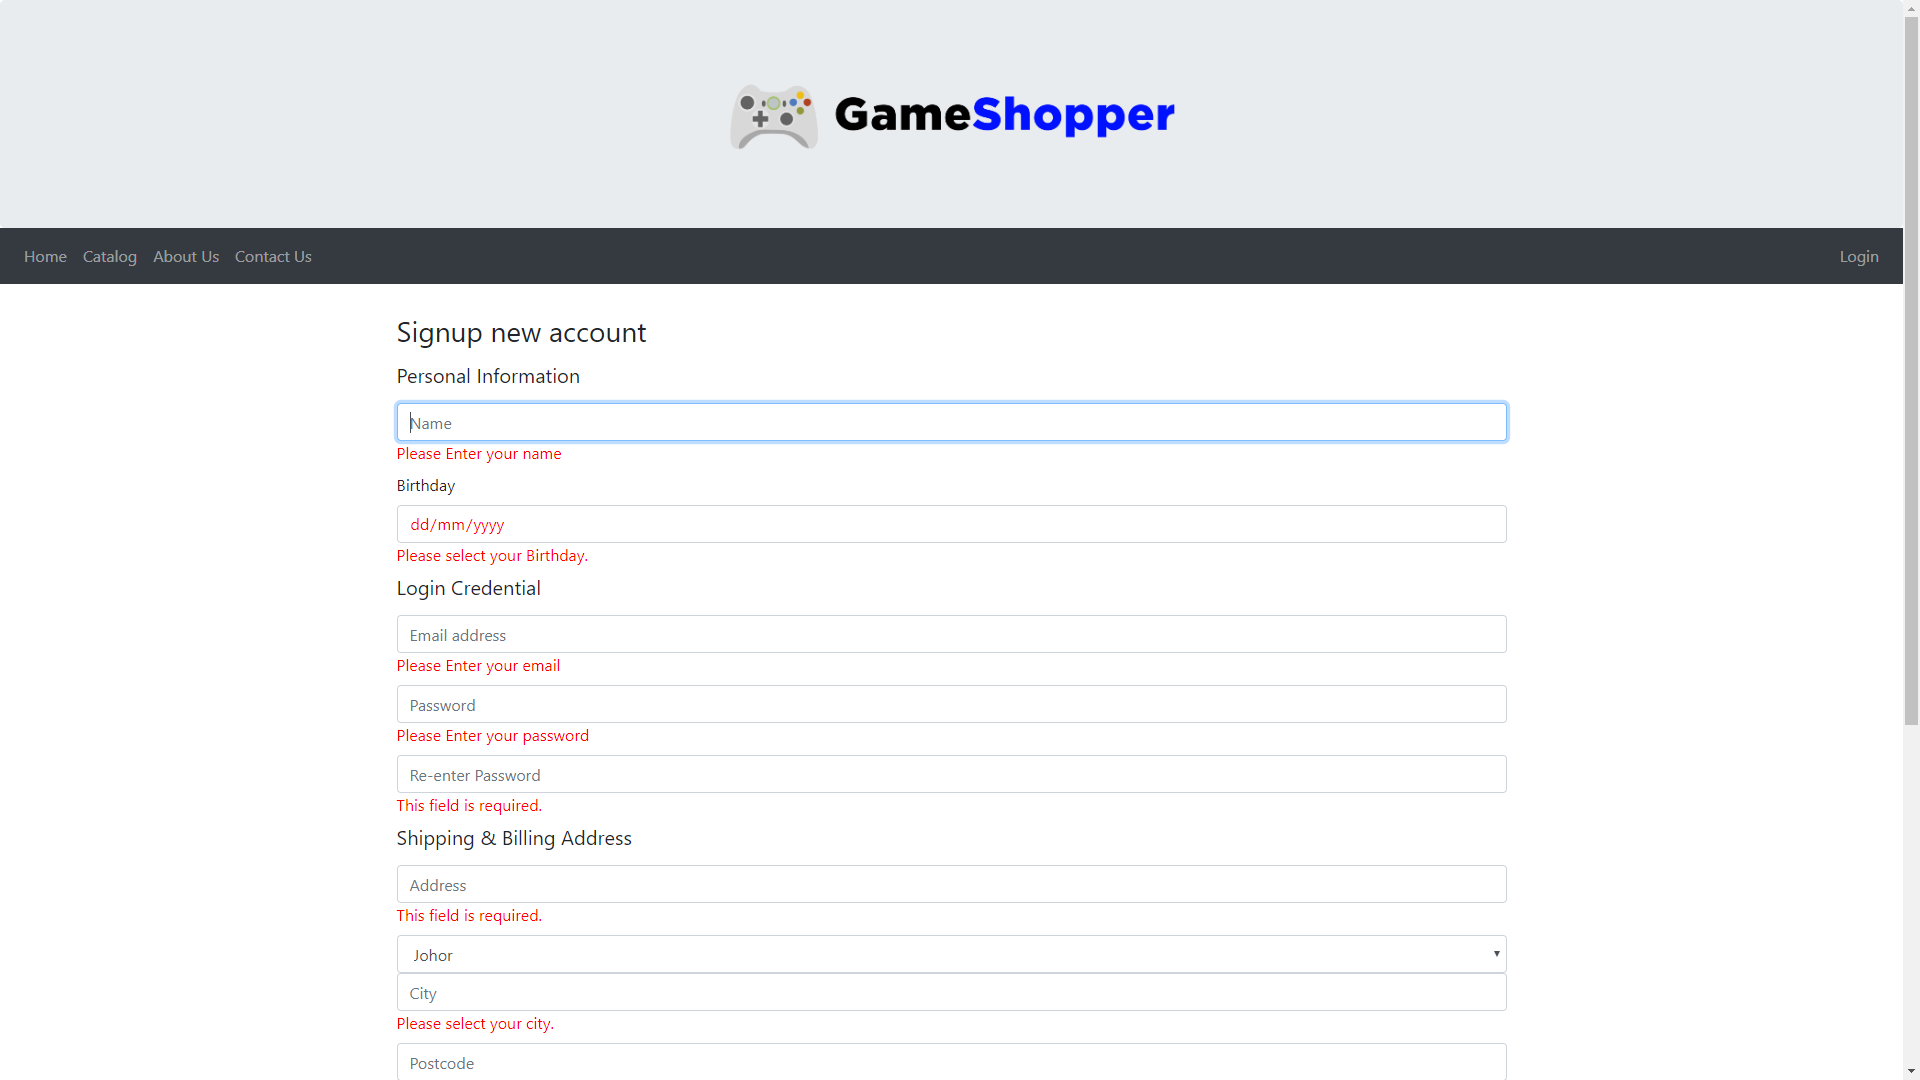 GameShopper
Home Catalog About Us Contact Us Login
Signup new account
Personal Information
Name
Please Enter your name
Birthday
dd/mm/yyyy
Please select your Birthday.
Login Credential
Email address
Please Enter your email
Password
Please Enter your password
Re-enter Password
This field is required.
Shipping & Billing Address
Address
This field is required.
Johor
City
Please select your city.
Postcode